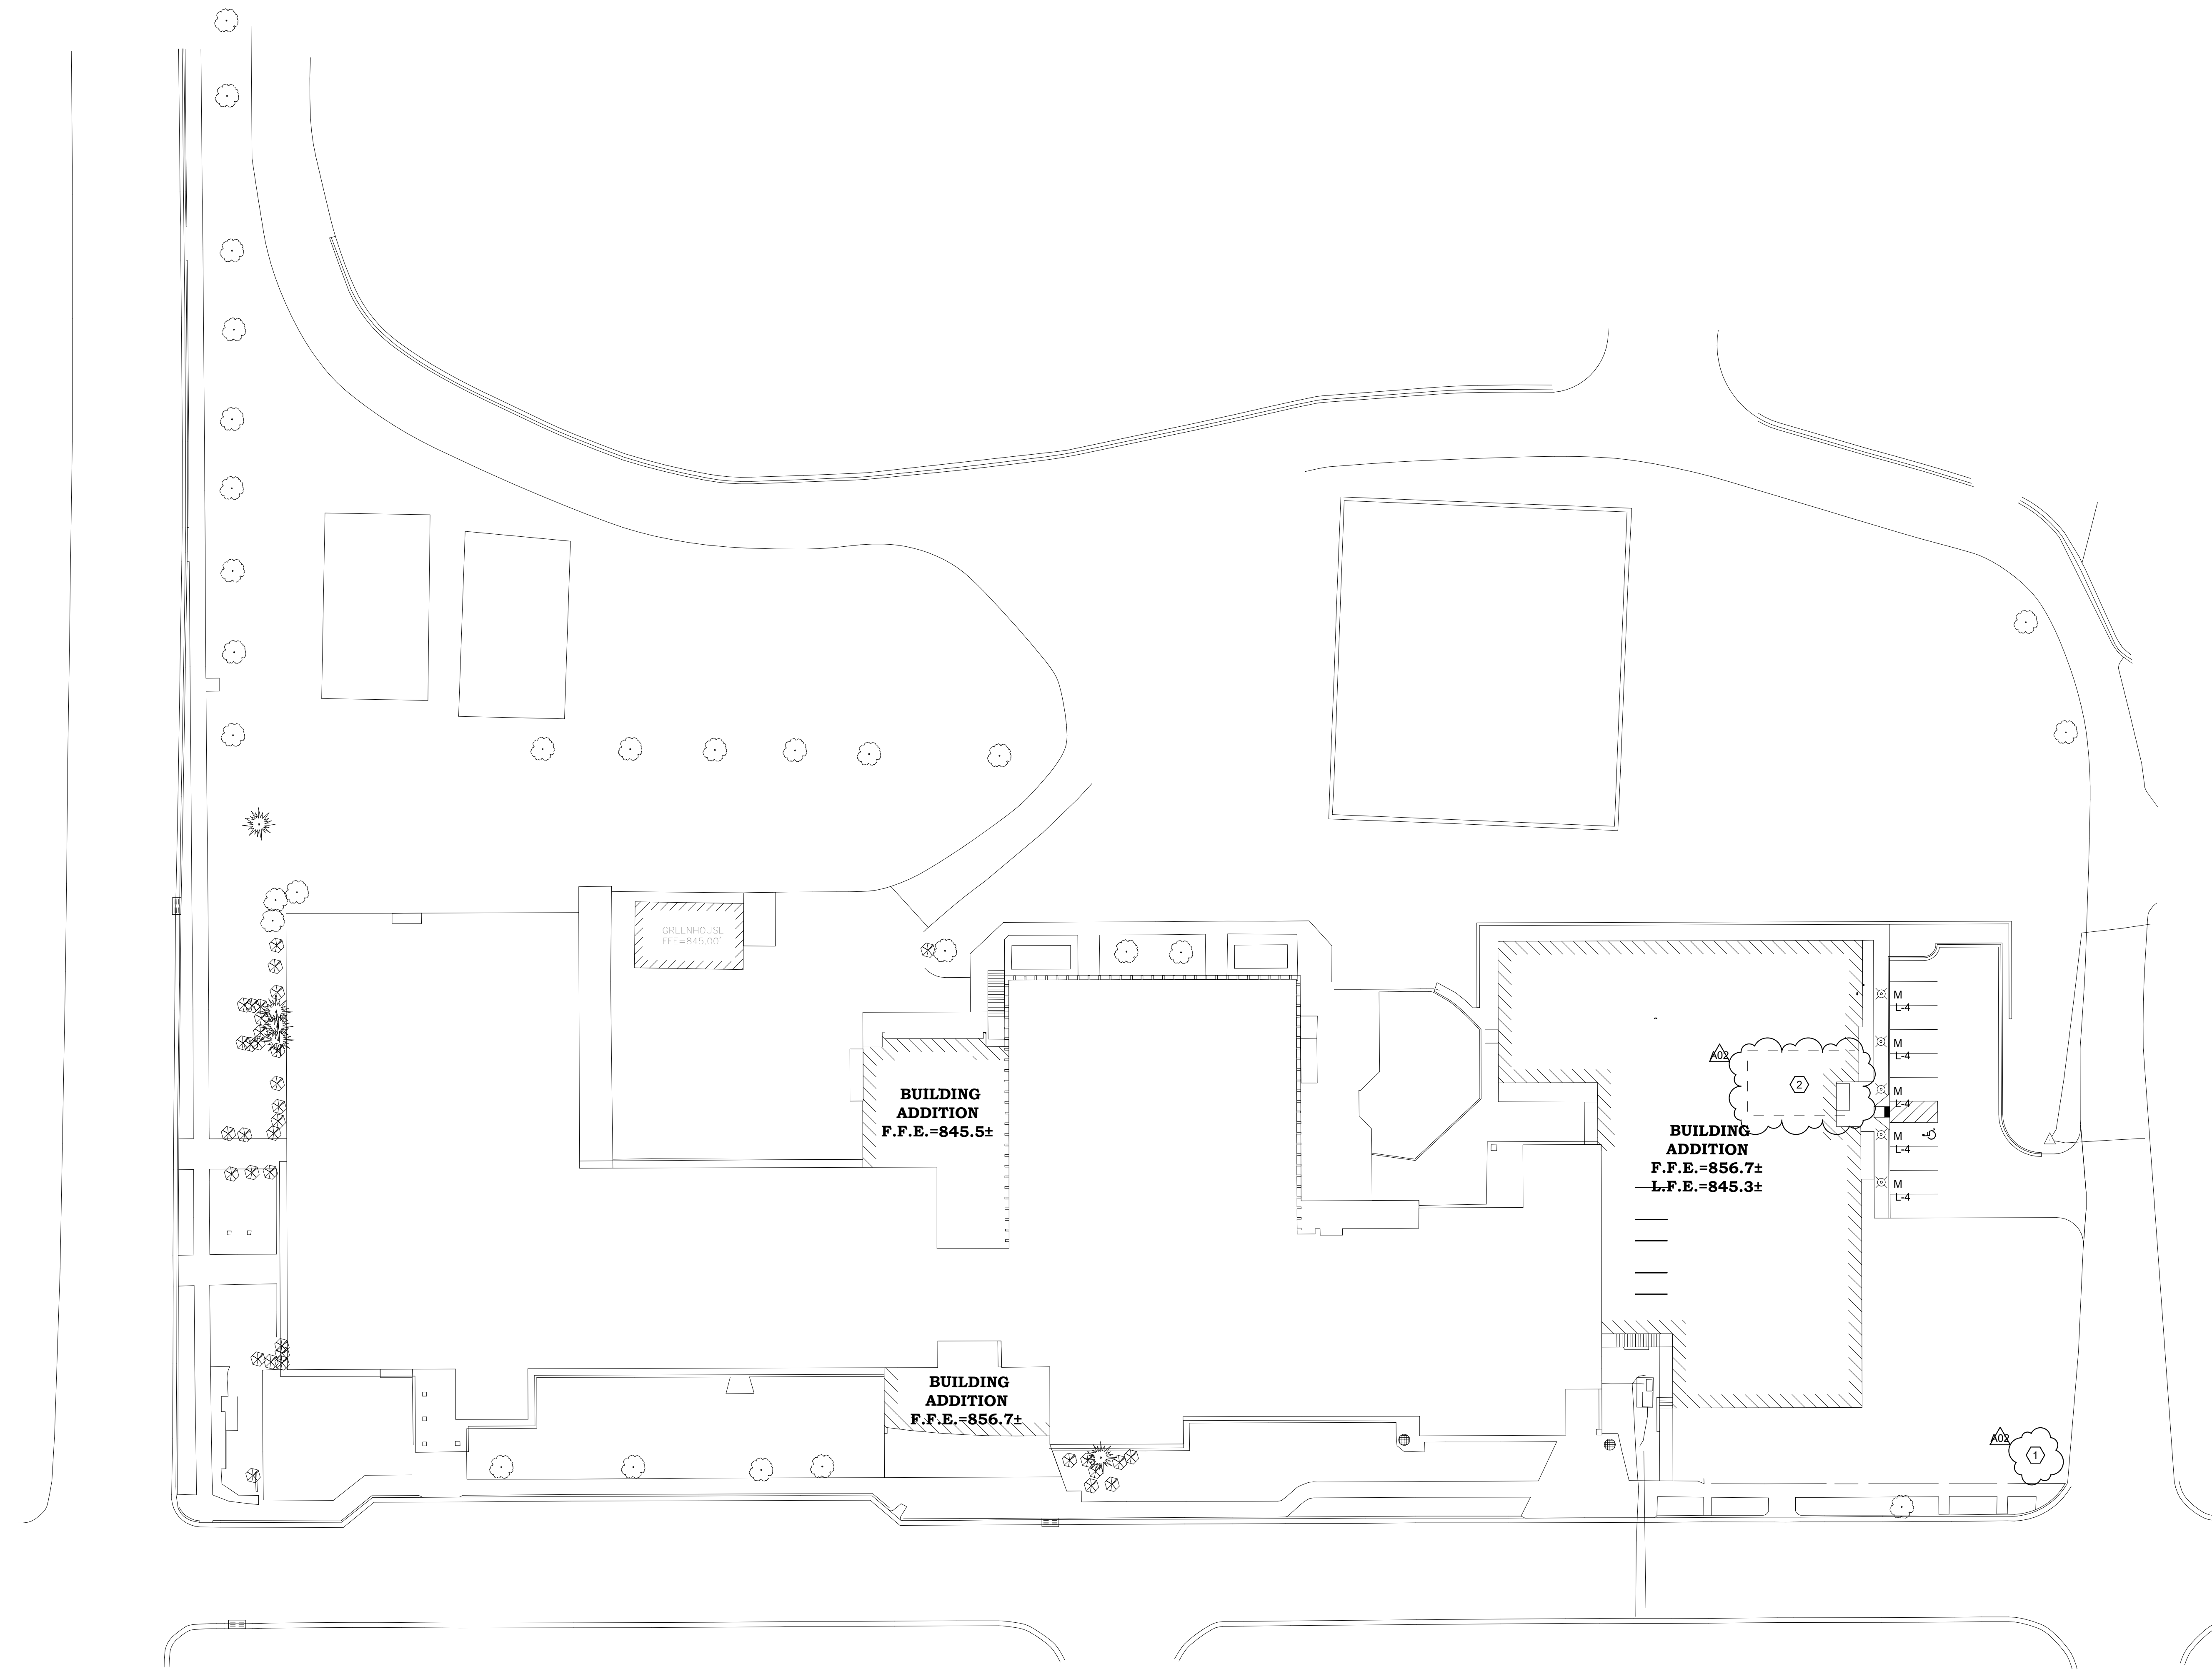 GREENHOUSE
FFE=845.00'
BUILDING
ADDITION
F.F.E.=845.5±
M
L-4
M
L-4
A02
2
M
L-4
M
L-4
M
L-4
BUILDING
ADDITION
F.F.E.=856.7±
L.F.E.=845.3±
BUILDING
ADDITION
F.F.E.=856.7±
A02
1